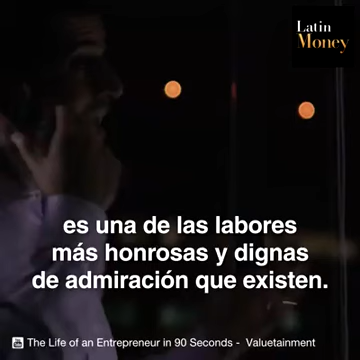 Latin
Money
es una de las labores
más honrosas y dignas
de admiración que existen.
The Life of an Entrepreneur in 90 Seconds - Valuetainment